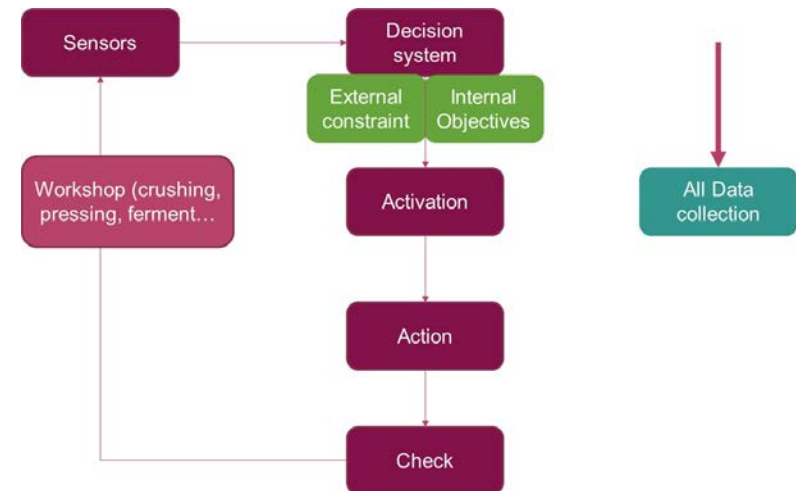 Sensors
Decision
system
External
constraint
Internal
Objectives
Workshop (crushing,
pressing, ferment…
Activation
All Data
collection
Action
Check